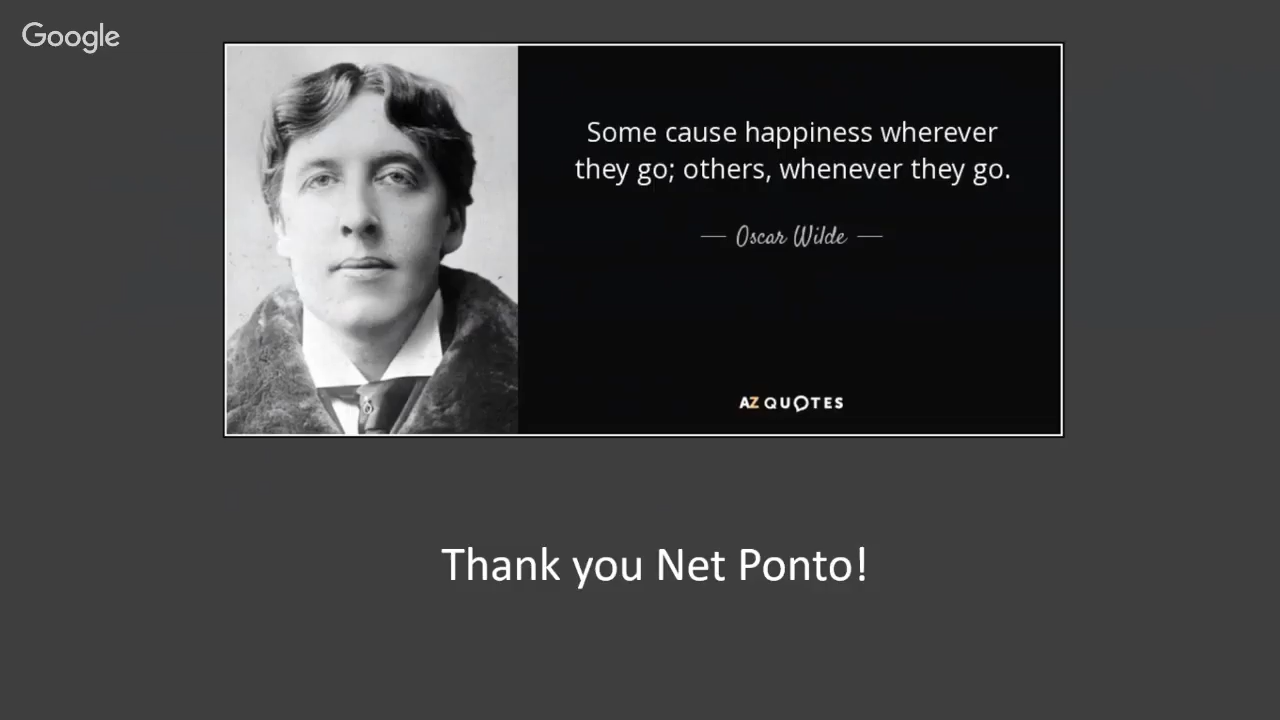 Google
Some cause happiness wherever
they go; others, whenever they go.
— Oscar Wilde —
AZ QUOTES
Thank you Net Ponto!